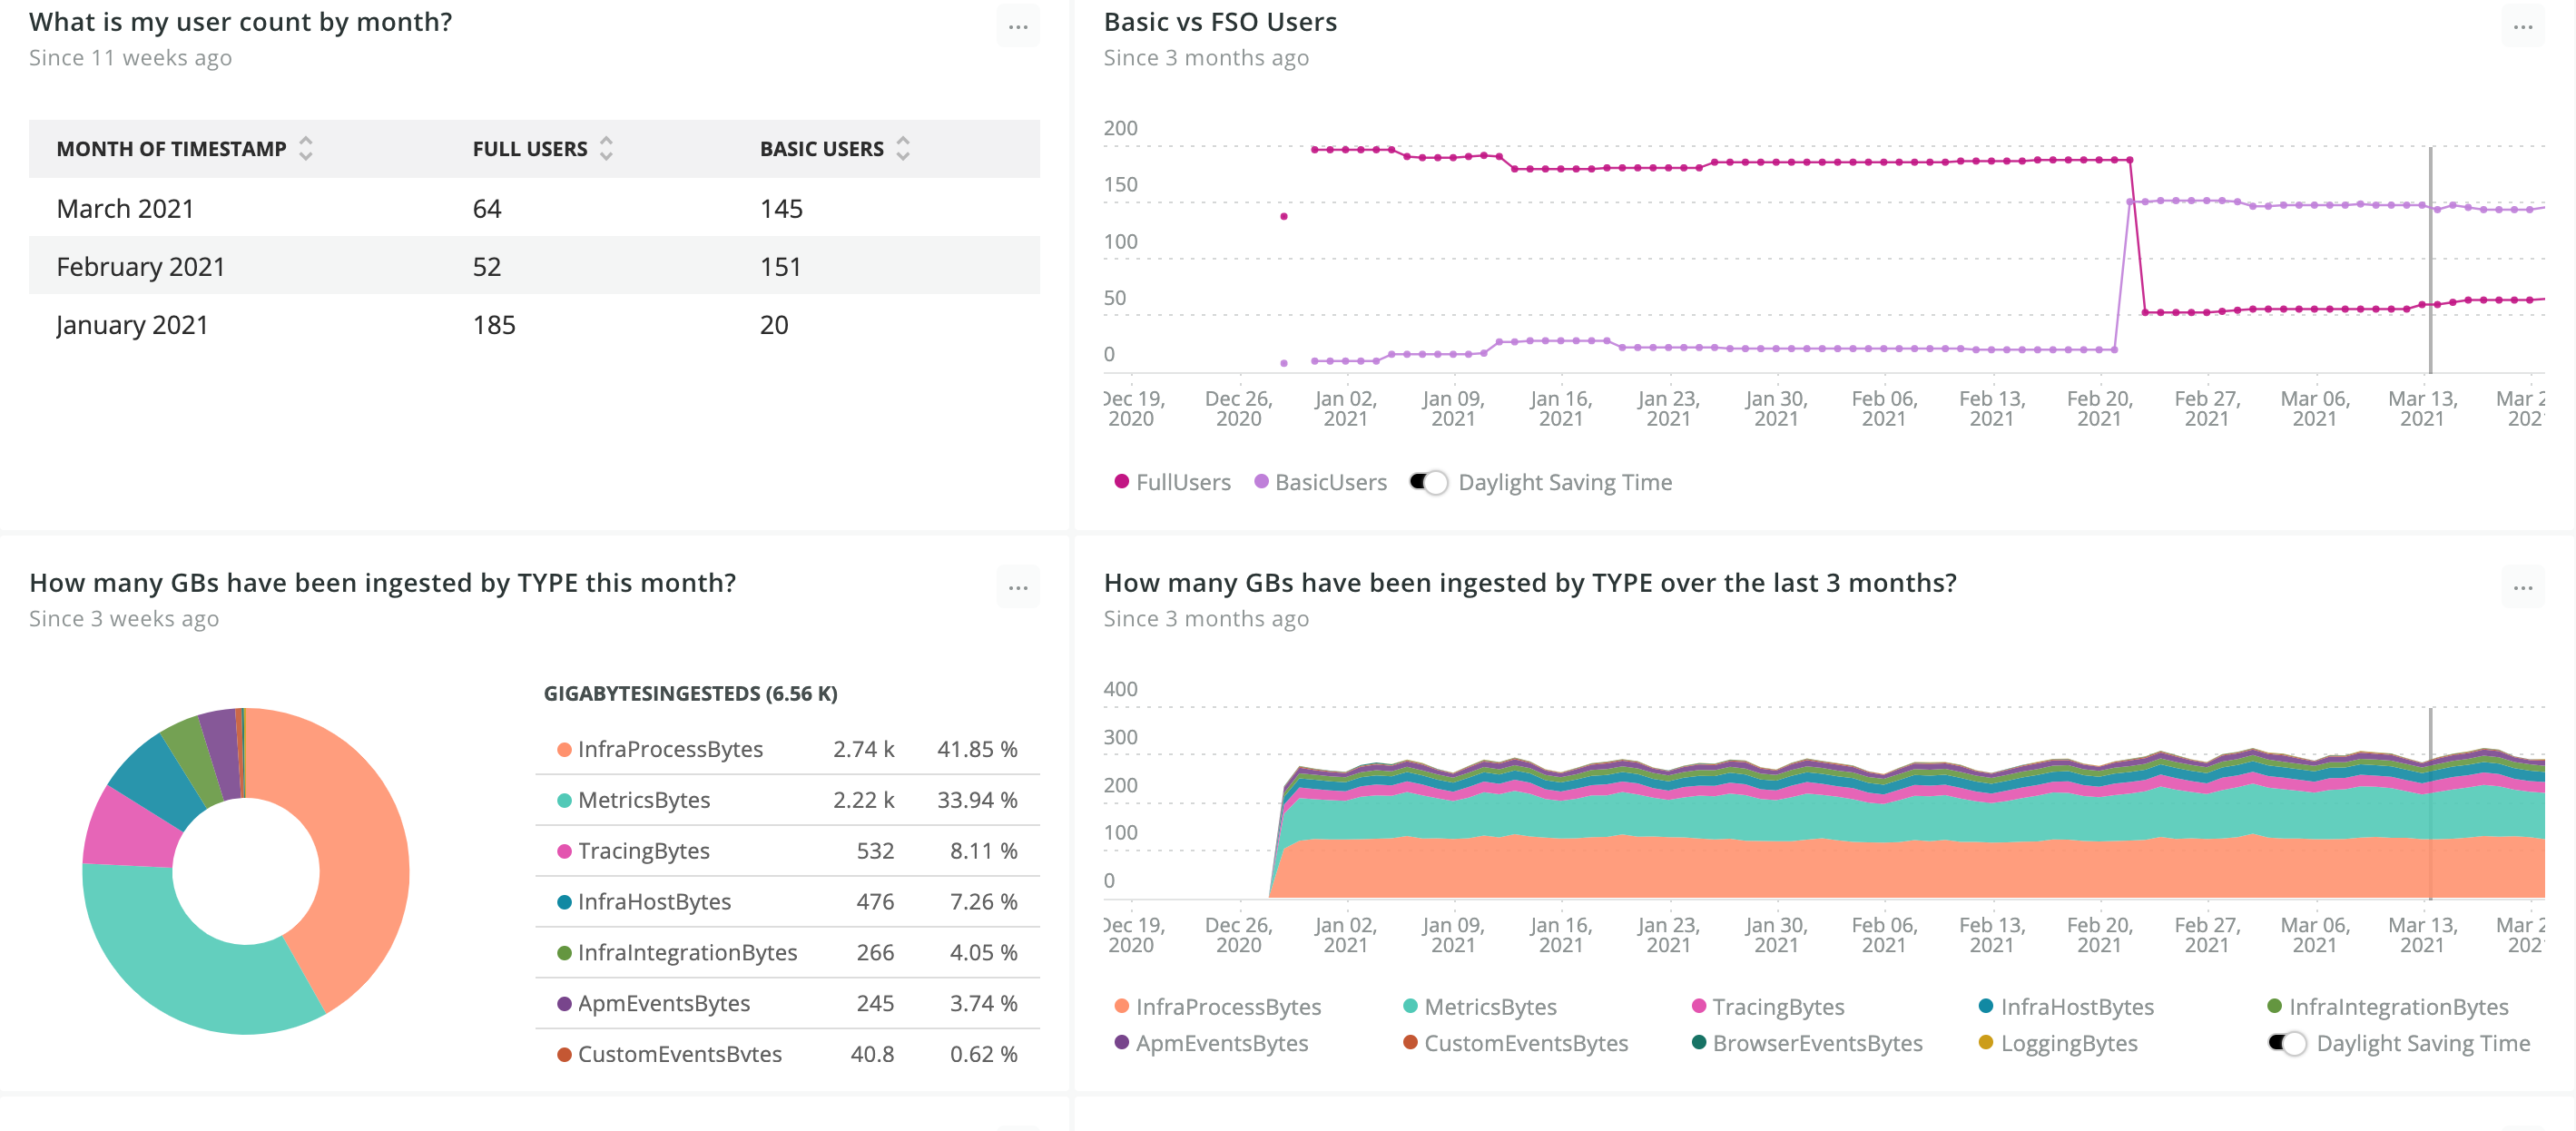 What is my user count by month?
...
Since 11 weeks ago
MONTH OF TIMESTAMP FULL USERS BASIC USERS
March 2021 64 145
February 2021 52 151
January 2021 185 20
Basic vs FSO Users
...
Since 3 months ago
200
150
100
50
0
Dec 19, Dec 26, Jan 02, Jan 09, Jan 16, Jan 23, Jan 30, Feb 06, Feb 13, Feb 20, Feb 27, Mar 06, Mar 13, Mar 2
2020 2020 2021 2021 2021 2021 2021 2021 2021 2021 2021 2021 2021 202
FullUsers BasicUsers Daylight Saving Time
How many GBs have been ingested by TYPE this month?
...
Since 3 weeks ago
GIGABYTESINGESTEDS (6.56 K)
InfraProcessBytes 2.74 k 41.85 %
MetricsBytes 2.22 k 33.94 %
TracingBytes 532 8.11 %
InfraHostBytes 476 7.26 %
InfraIntegrationBytes 266 4.05 %
ApmEventsBytes 245 3.74 %
CustomEventsBytes 40.8 0.62 %
How many GBs have been ingested by TYPE over the last 3 months?
...
Since 3 months ago
400
300
200
100
0
Dec 19, Dec 26, Jan 02, Jan 09, Jan 16, Jan 23, Jan 30, Feb 06, Feb 13, Feb 20, Feb 27, Mar 06, Mar 13, Mar 2
2020 2020 2021 2021 2021 2021 2021 2021 2021 2021 2021 2021 2021 202
InfraProcessBytes MetricsBytes TracingBytes InfraHostBytes InfraIntegrationBytes
ApmEventsBytes CustomEventsBytes BrowserEventsBytes LoggingBytes Daylight Saving Time